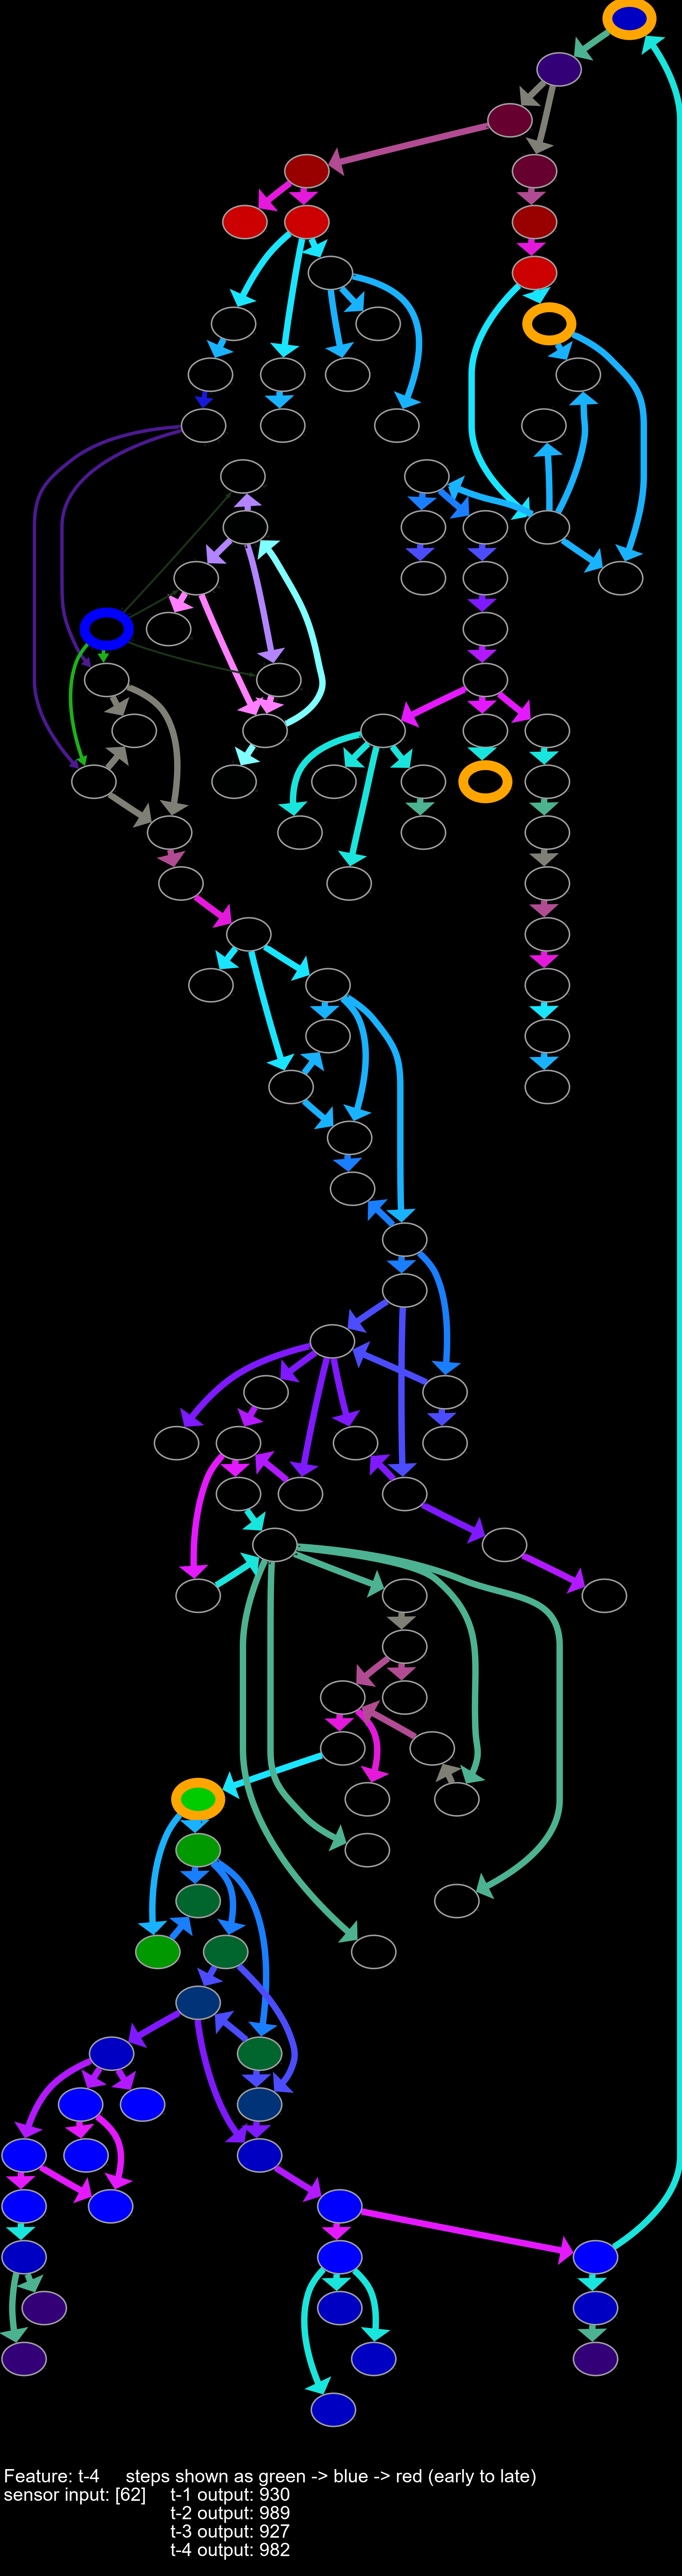 Feature: t-4 steps shown as green -> blue -> red (early to late)
sensor input: [62] t-1 output: 930
t-2 output: 989
t-3 output: 927
t-4 output: 982